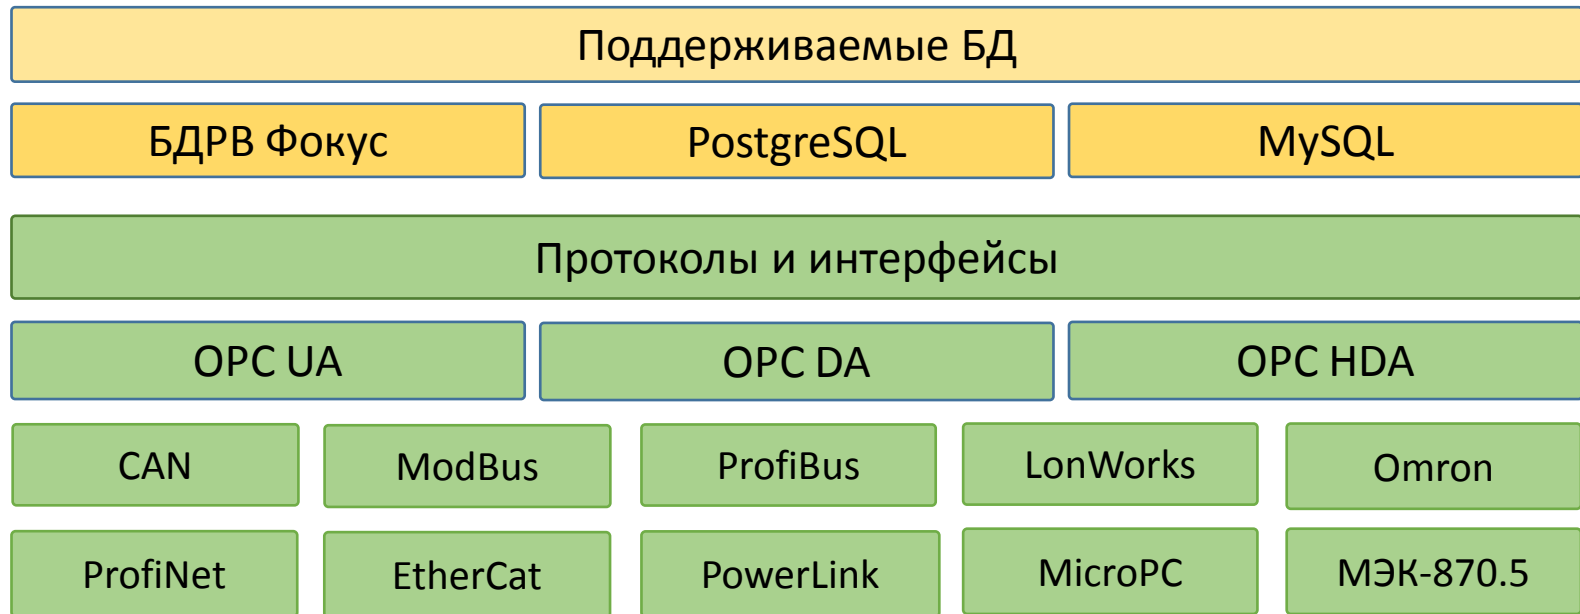 Поддерживаемые БД
БДРВ Фокус
PostgreSQL
MySQL
Протоколы и интерфейсы
OPC UA
OPC DA
OPC HDA
CAN
ModBus
ProfiBus
LonWorks
Omron
ProfiNet
EtherCat
PowerLink
MicroPC
МЭК-870.5